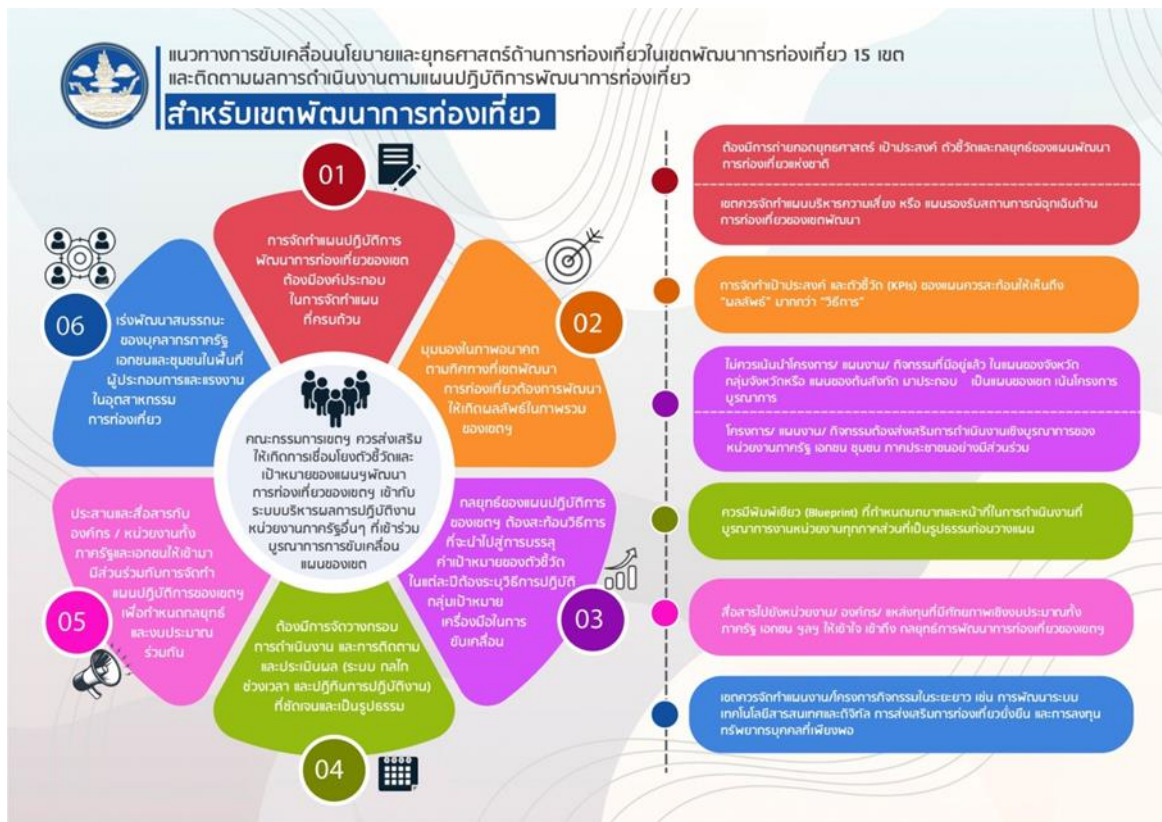 แนวทางการขับเคลื่อนนโยบายและยุทธศาสตร์ด้านการท่องเที่ยวในเขตพัฒนาการท่องเที่ยว 15 เขต
และติดตามผลการดำเนินงานตามแผนปฏิบัติการพัฒนาการท่องเที่ยว
สำหรับเขตพัฒนาการท่องเที่ยว
01
การจัดทำแผนปฏิบัติการ
พัฒนาการท่องเที่ยวของเขต
ต้องมีองค์ประกอบ
ในการจัดทำแผน
ที่ครบถ้วน
02
มุมมองในภาพอนาคต
ตามทิศทางที่เขตพัฒนา
การท่องเที่ยวต้องการพัฒนา
ให้เกิดผลลัพธ์ในภาพรวม
ของเขตฯ
03
กลยุทธ์ของแผนปฏิบัติการ
ของเขตฯ ต้องสะท้อนวิธีการ
ที่จะนำไปสู่การบรรลุ
ค่าเป้าหมายของตัวชี้วัด
ในแต่ละปีต้องระบุวิธีการปฏิบัติ
กลุ่มเป้าหมาย
เครื่องมือในการ
ขับเคลื่อน
04
ต้องมีการจัดวางกรอบ
การดำเนินงาน และการติดตาม
และประเมินผล (ระบบ กลไก
ช่วงเวลา และปฏิทินการปฏิบัติงาน)
ที่ชัดเจนและเป็นรูปธรรม
05
ประสานและสื่อสารกับ
องค์กร / หน่วยงานทั้ง
ภาครัฐและเอกชนให้เข้ามา
มีส่วนร่วมกับการจัดทำ
แผนปฏิบัติการของเขตฯ
เพื่อกำหนดกลยุทธ์
และงบประมาณ
ร่วมกัน
06
เร่งพัฒนาสมรรถนะ
ของบุคลากรภาครัฐ
เอกชนและชุมชนในพื้นที่
ผู้ประกอบการและแรงงาน
ในอุตสาหกรรม
การท่องเที่ยว
คณะกรรมการเขตฯ ควรส่งเสริม
ให้เกิดการเชื่อมโยงตัวชี้วัดและ
เป้าหมายของแผนฯพัฒนา
การท่องเที่ยวของเขตฯ เข้ากับ
ระบบบริหารผลการปฏิบัติงาน
หน่วยงานภาครัฐอื่นๆ ที่เข้าร่วม
บูรณาการการขับเคลื่อน
แผนของเขต
ต้องมีการถ่ายทอดยุทธศาสตร์ เป้าประสงค์ ตัวชี้วัดและกลยุทธ์ของแผนพัฒนา
การท่องเที่ยวแห่งชาติ
เขตควรจัดทำแผนบริหารความเสี่ยง หรือ แผนรองรับสถานการณ์ฉุกเฉินด้าน
การท่องเที่ยวของเขตพัฒนา
การจัดทำเป้าประสงค์ และตัวชี้วัด (KPIs) ของแผนควรสะท้อนให้เห็นถึง
"ผลลัพธ์" มากกว่า "วิธีการ"
ไม่ควรเน้นนำโครงการ/ แผนงาน/ กิจกรรมที่มีอยู่แล้ว ในแผนของจังหวัด
กลุ่มจังหวัดหรือ แผนของต้นสังกัด มาประกอบ เป็นแผนของเขต เน้นโครงการ
บูรณาการ
โครงการ/ แผนงาน/ กิจกรรมต้องส่งเสริมการดำเนินงานเชิงบูรณาการของ
หน่วยงานภาครัฐ เอกชน ชุมชน ภาคประชาชนอย่างมีส่วนร่วม
ควรมีพิมพ์เขียว (Blueprint) ที่กำหนดบทบาทและหน้าที่ในการดำเนินงานที่
บูรณาการงานหน่วยงานทุกภาคส่วนที่เป็นรูปธรรมก่อนวางแผน
สื่อสารไปยังหน่วยงาน/ องค์กร/ แหล่งทุนที่มีศักยภาพเชิงงบประมาณทั้ง
ภาครัฐ เอกชน ฯลฯ ให้เข้าใจ เข้าถึง กลยุทธ์การพัฒนาการท่องเที่ยวของเขตฯ
เขตควรจัดทำแผนงาน/โครงการกิจกรรมในระยะยาว เช่น การพัฒนาระบบ
เทคโนโลยีสารสนเทศและดิจิทัล การส่งเสริมการท่องเที่ยวยั่งยืน และการลงทุน
ทรัพยากรบุคคลที่เพียงพอ